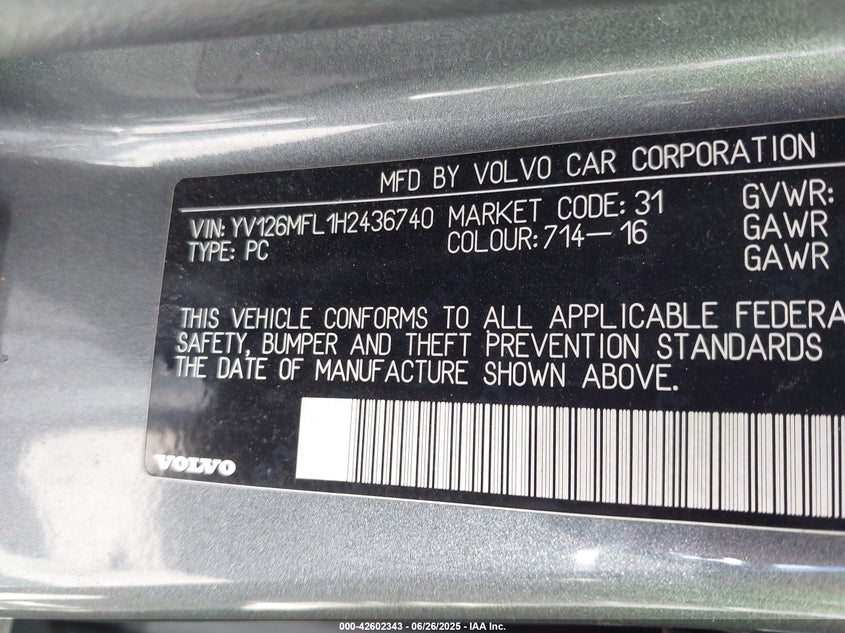 MFD BY VOLVO CAR CORPORATION
VIN: YV126MFL1H2436740 MARKET CODE: 31 GVWR:
TYPE: PC COLOUR: 714-16 GAWR
GAWR
THIS VEHICLE CONFORMS TO ALL APPLICABLE FEDERA
SAFETY, BUMPER AND THEFT PREVENTION STANDARDS
THE DATE OF MANUFACTURE SHOWN ABOVE.
VOLVO
000-42602343 - 06/26/2025 - IAA Inc.